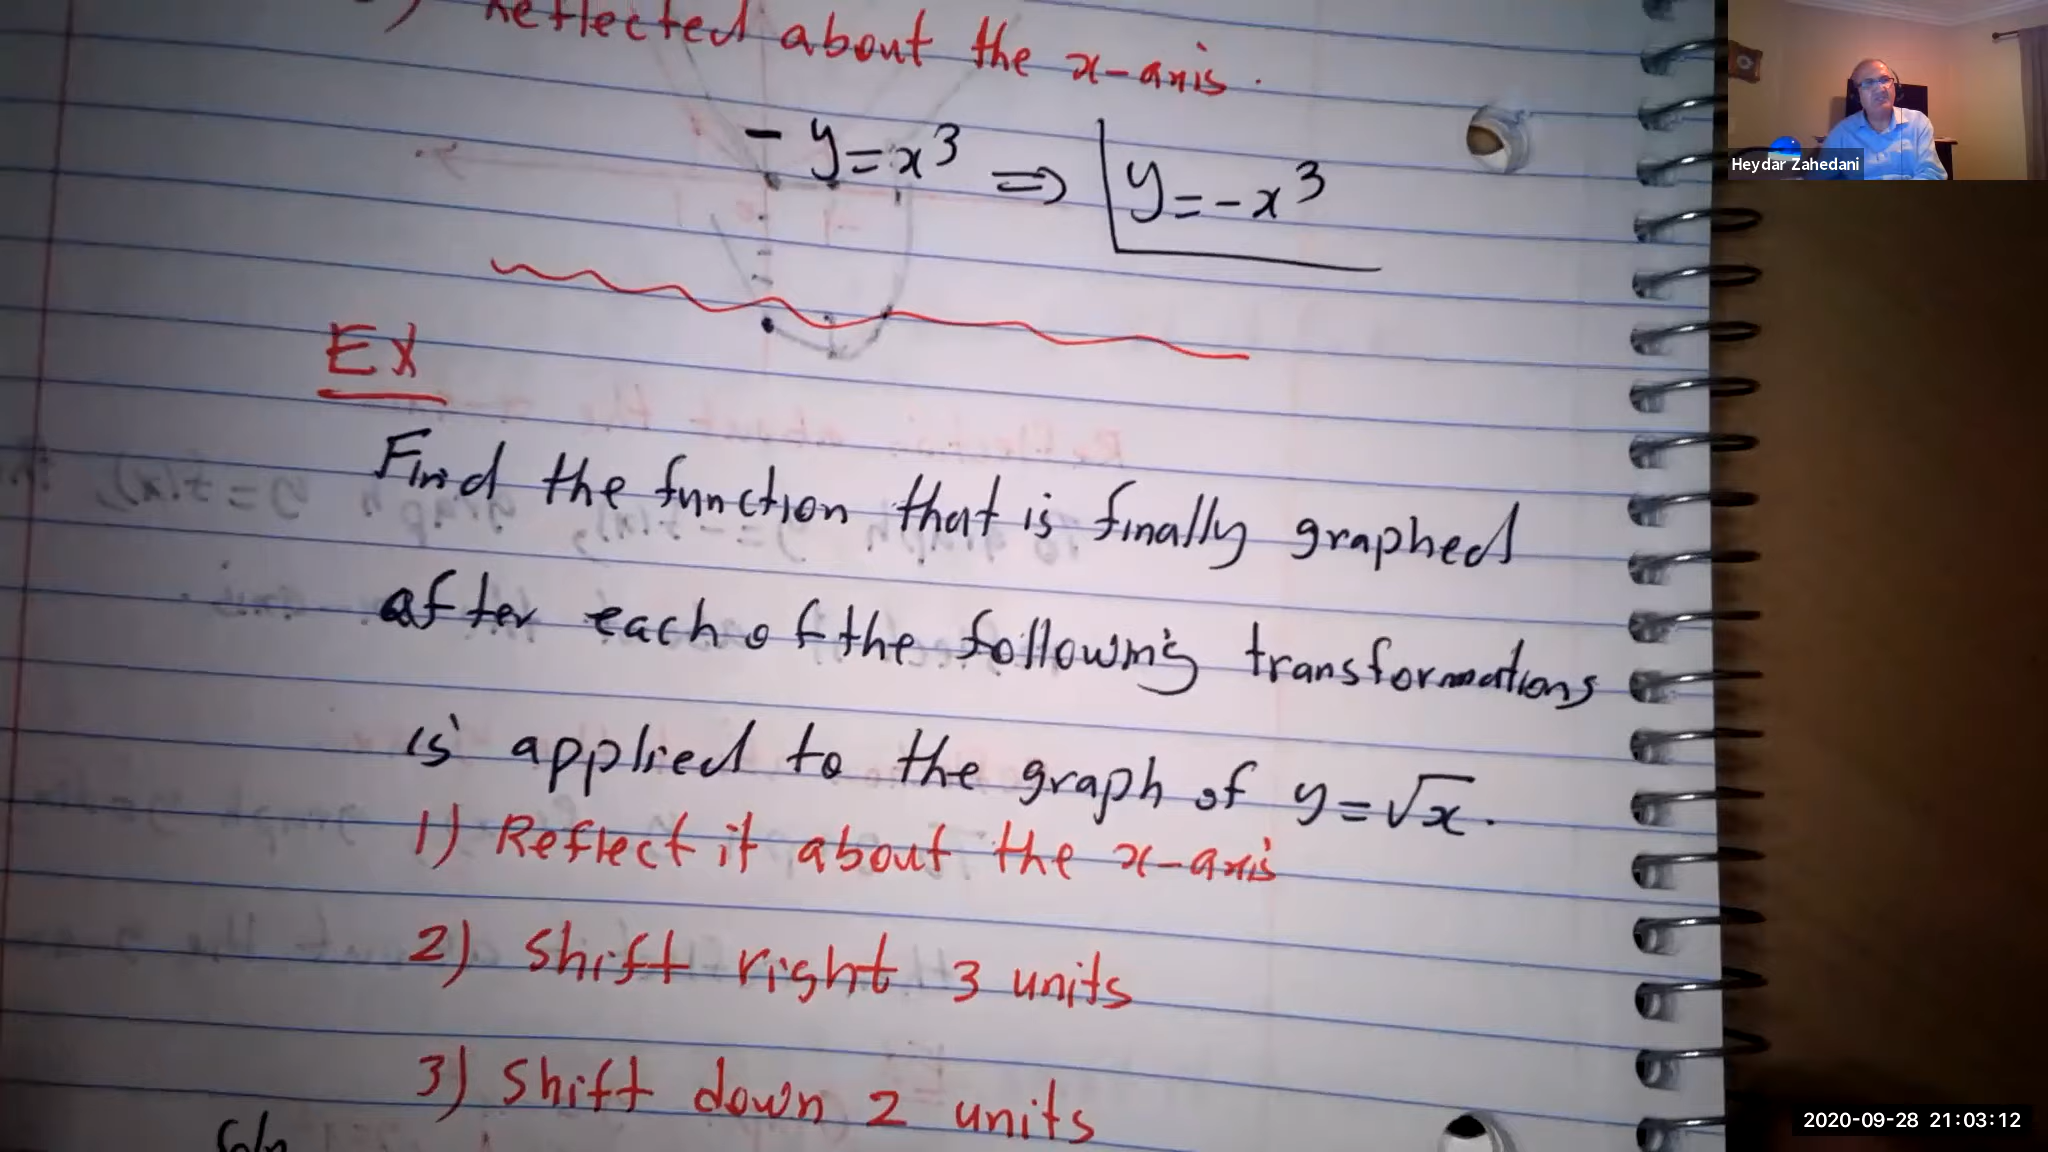 Reflected about the x-axis.
- y = x³ ⇒ y = -x³
Ex
Find the function that is finally graphed
after each of the following transformations
is applied to the graph of y = √x.
1) Reflect it about the x-axis
2) Shift right 3 units
3) Shift down 2 units
Soln
Heydar Zahedani
2020-09-28 21:03:12